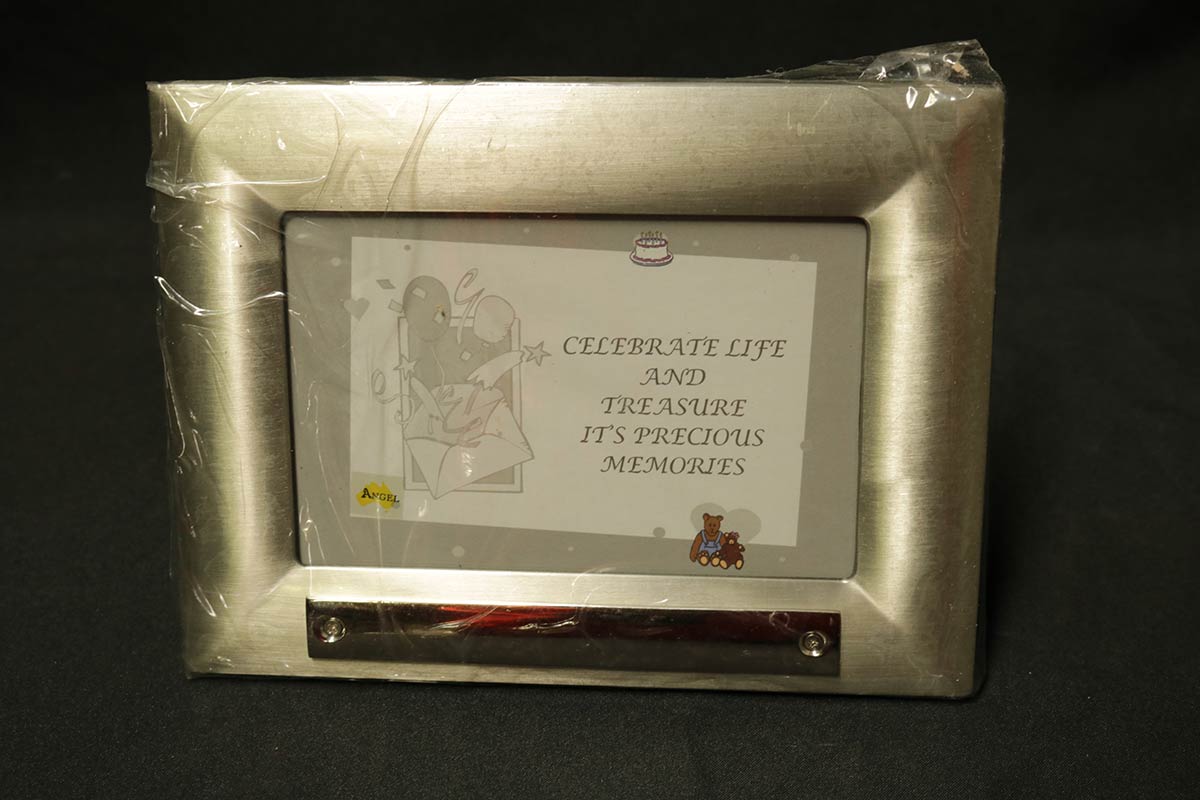 CELEBRATE LIFE
AND
TREASURE
IT'S PRECIOUS
MEMORIES
ANGEL